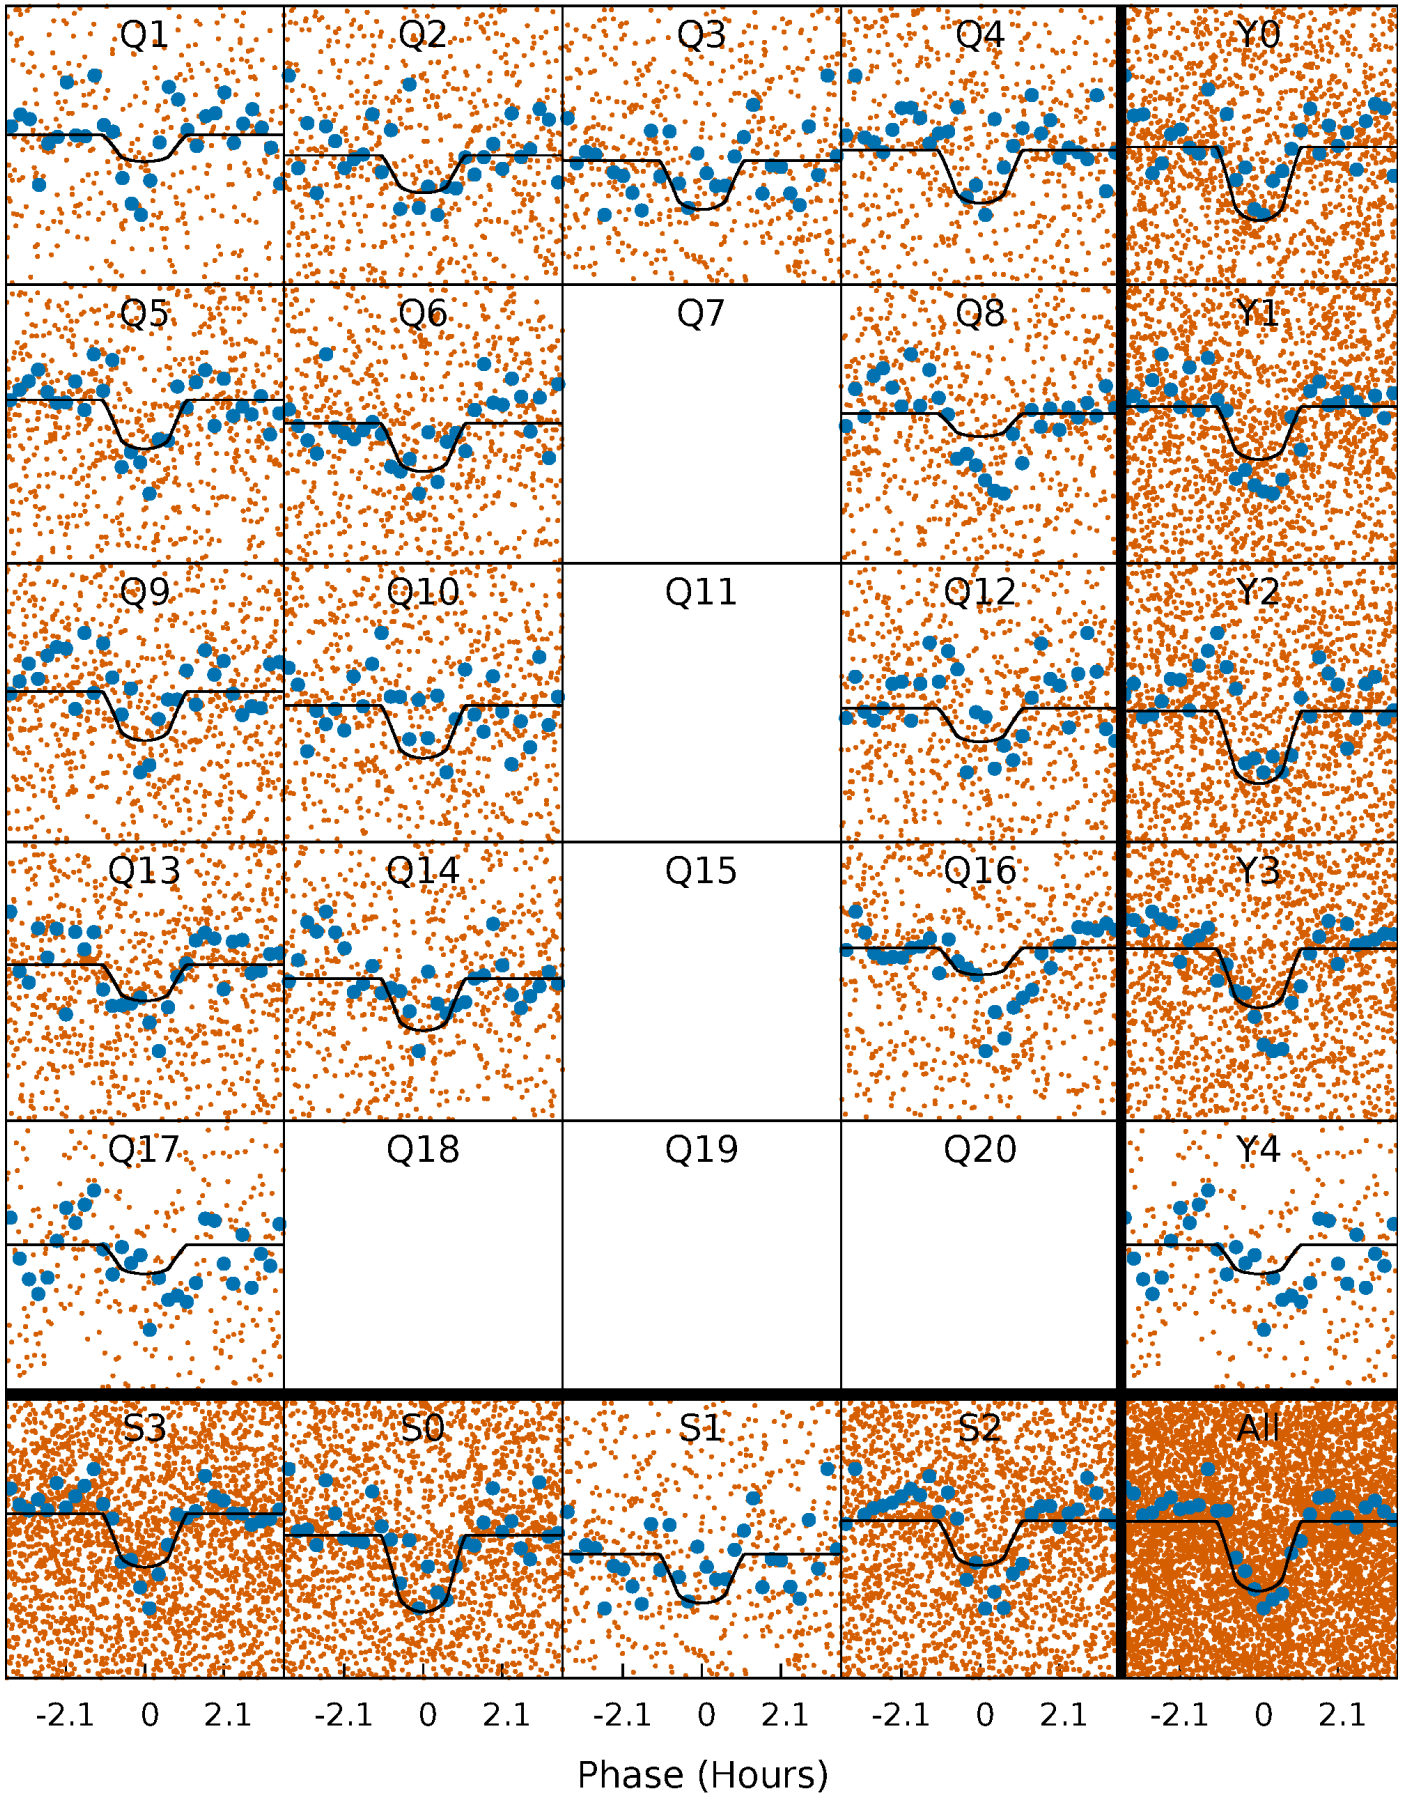 Q1 Q2 Q3 Q4 Y0
Q5 Q6 Q7 Q8 Y1
Q9 Q10 Q11 Q12 Y2
Q13 Q14 Q15 Q16 Y3
Q17 Q18 Q19 Q20 Y4
S3 S0 S1 S2 All
-2.1 0 2.1 -2.1 0 2.1 -2.1 0 2.1 -2.1 0 2.1 -2.1 0 2.1
Phase (Hours)